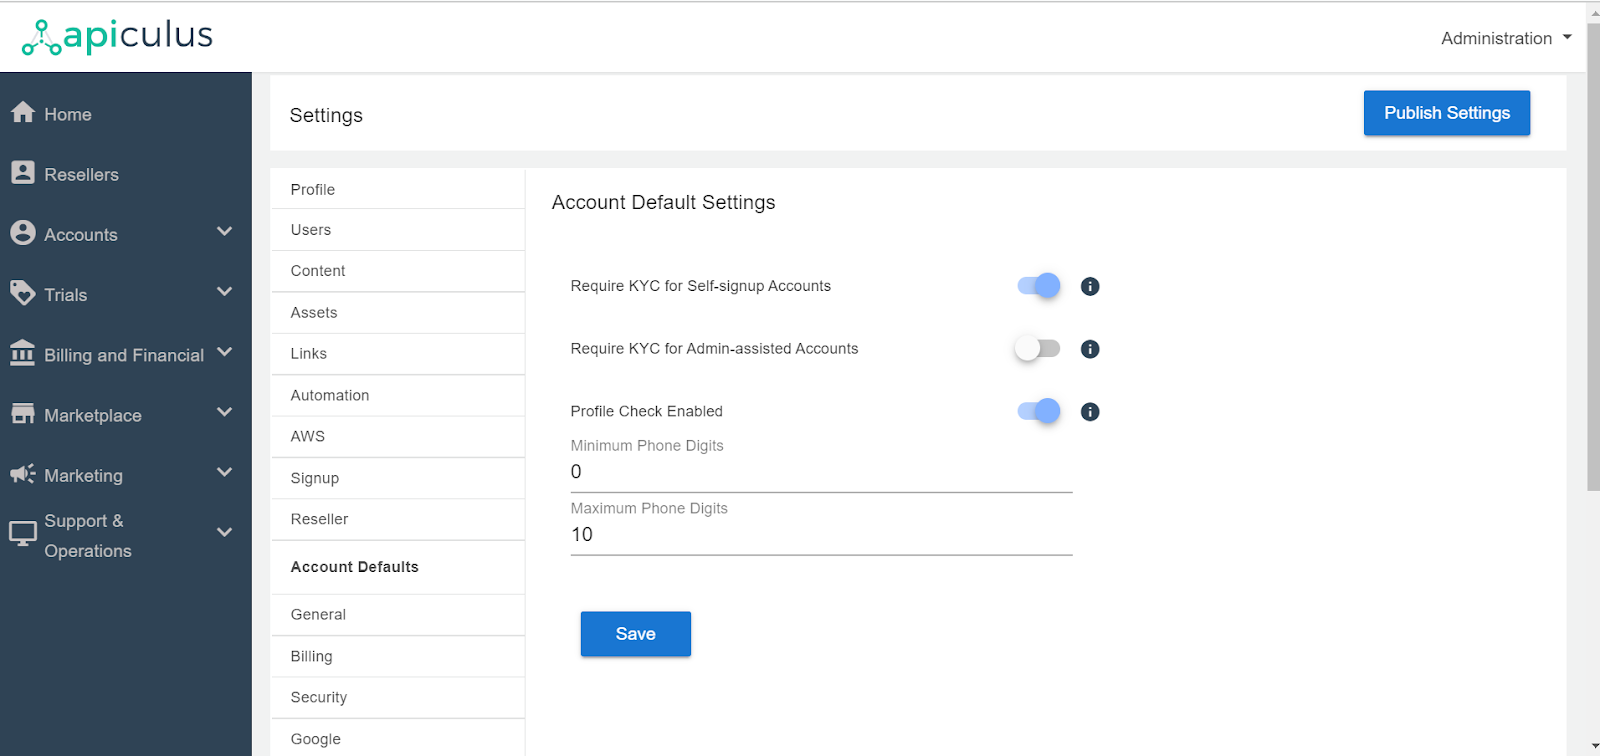 apiculus
Administration
Home
Resellers
Accounts
Trials
Billing and Financial
Marketplace
Marketing
Support &
Operations
Settings
Publish Settings
Profile
Users
Content
Assets
Links
Automation
AWS
Signup
Reseller
Account Defaults
General
Billing
Security
Google
Account Default Settings
Require KYC for Self-signup Accounts
Require KYC for Admin-assisted Accounts
Profile Check Enabled
Minimum Phone Digits
0
Maximum Phone Digits
10
Save